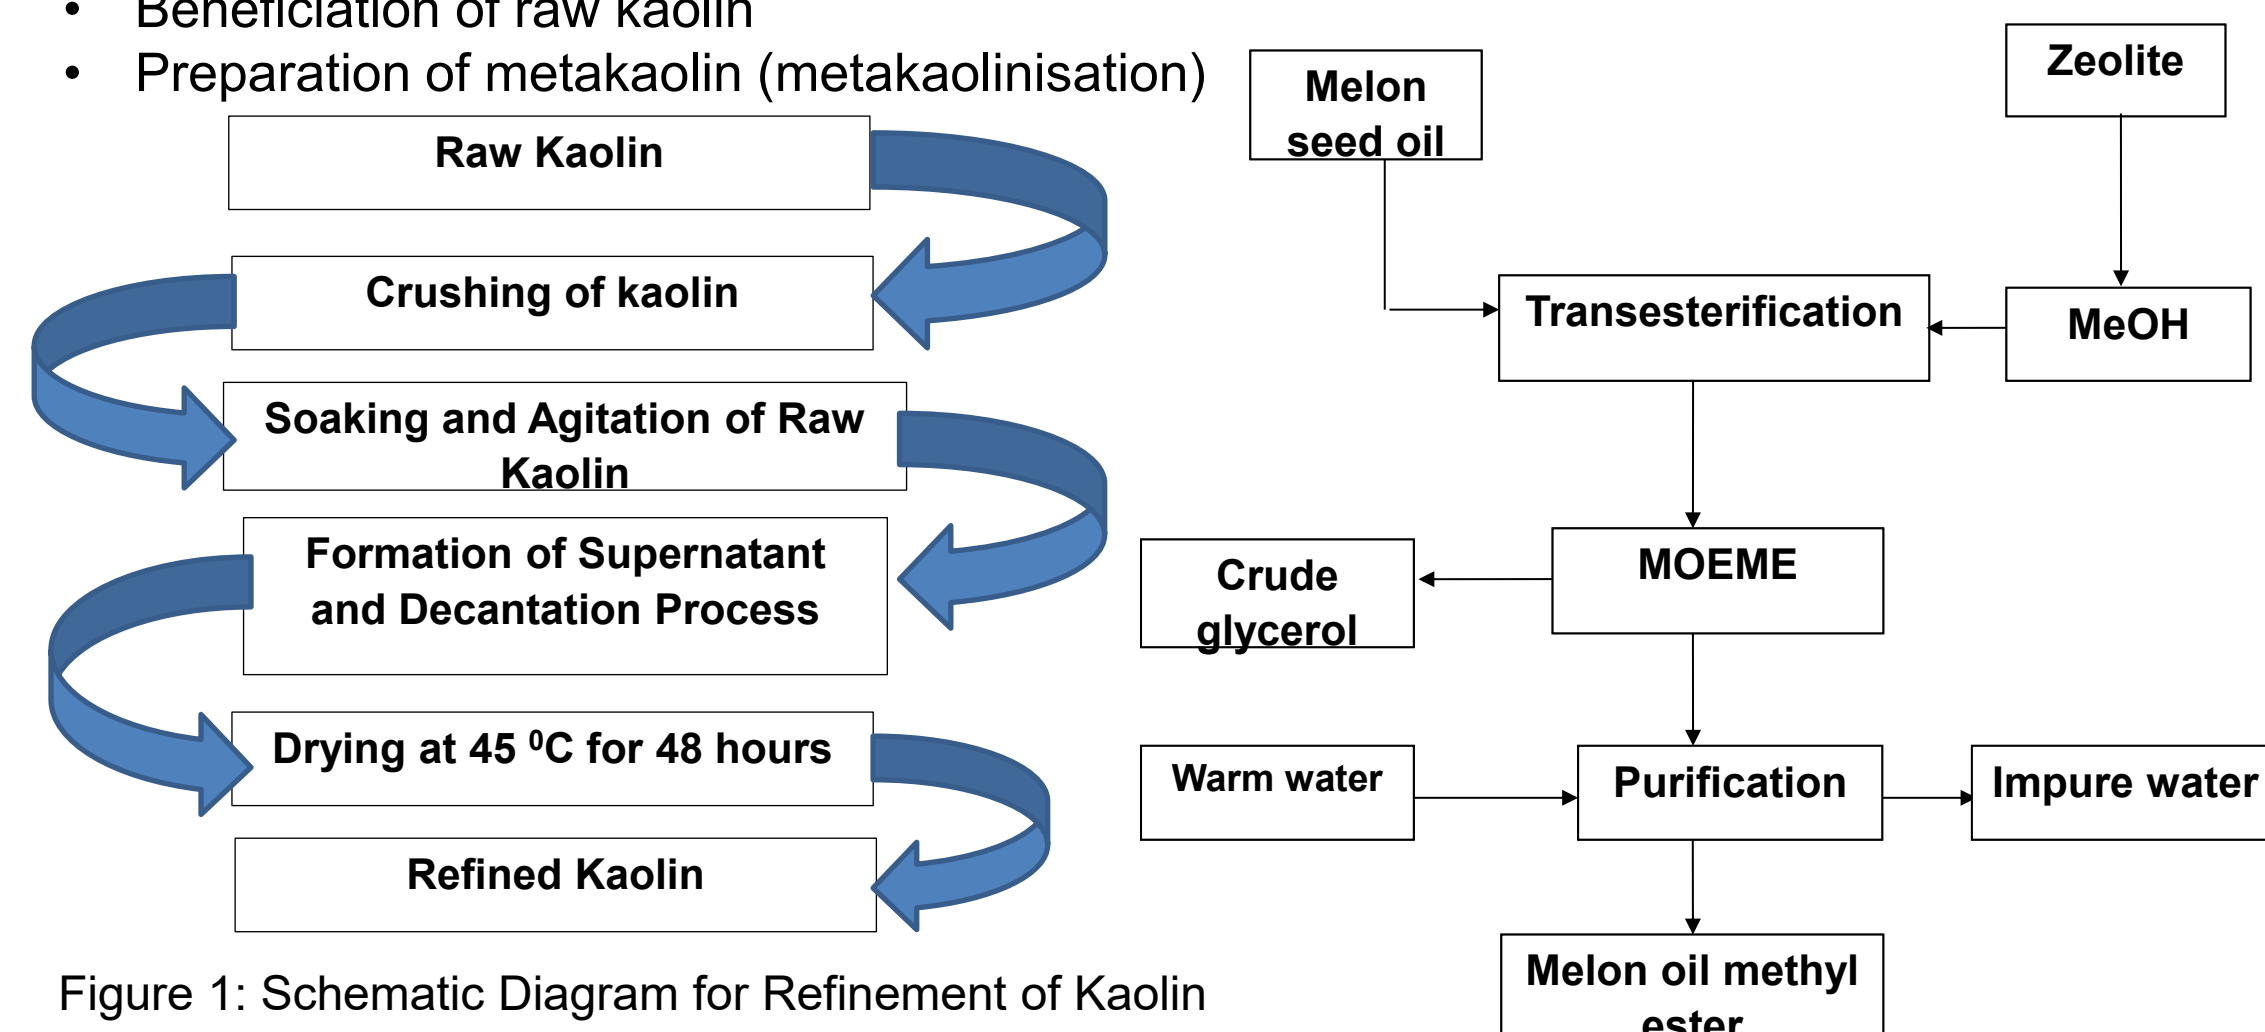 • Beneficiation of raw kaolin
• Preparation of metakaolin (metakaolinisation)
Raw Kaolin
Crushing of kaolin
Soaking and Agitation of Raw
Kaolin
Formation of Supernatant
and Decantation Process
Drying at 45 ⁰C for 48 hours
Refined Kaolin
Figure 1: Schematic Diagram for Refinement of Kaolin
Melon
seed oil
Zeolite
Transesterification
MeOH
MOEME
Crude
glycerol
Warm water
Purification
Impure water
Melon oil methyl
ester